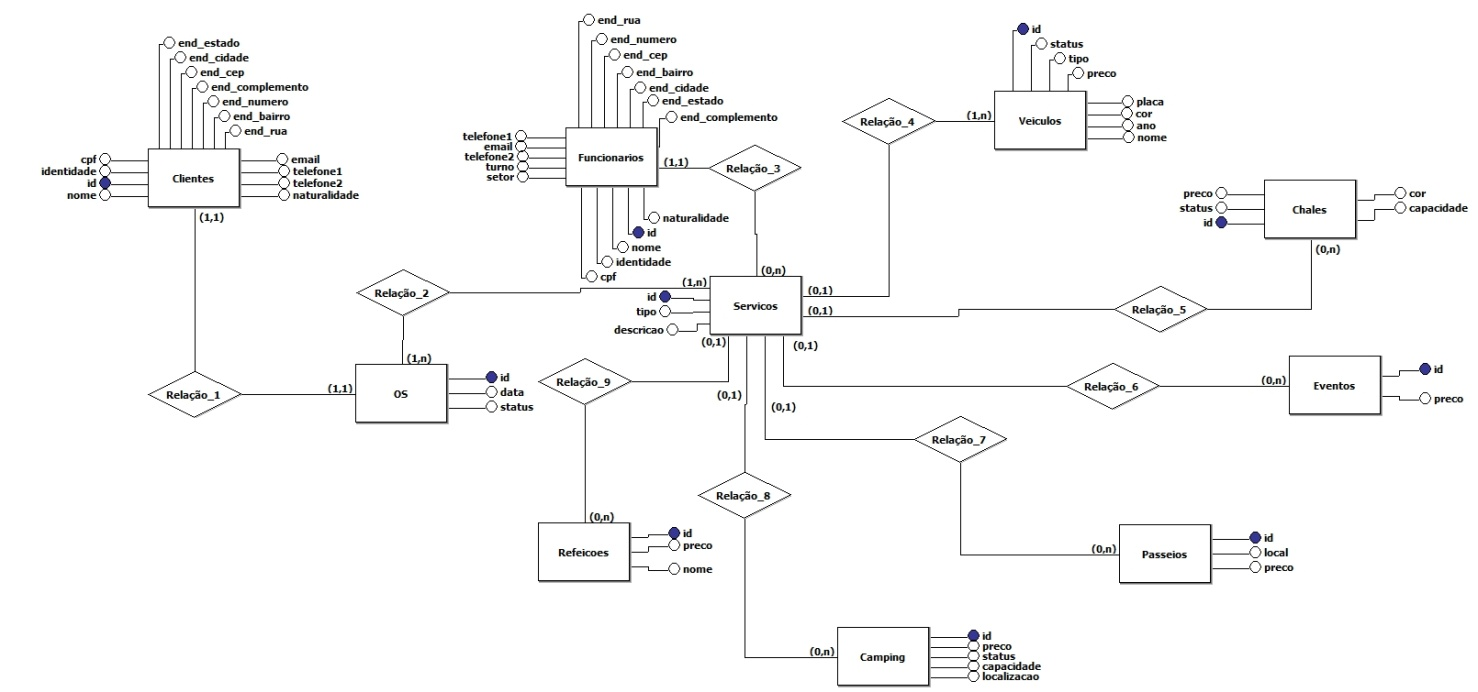 end_estado
end_cidade
end_cep
end_complemento
end_numero
end_bairro
end_rua
cpf
identidade
id
nome
Clientes
email
telefone1
telefone2
naturalidade
(1,1)
end_rua
end_numero
end_cep
end_bairro
end_cidade
end_estado
end_complemento
telefone1
email
telefone2
turno
setor
Funcionarios
(1,1)
Relação_3
naturalidade
id
nome
identidade
cpf
id
status
tipo
preco
Relação_4
(1,n)
Veiculos
placa
cor
ano
nome
preco
status
id
Chales
cor
capacidade
(0,n)
Relação_2
(1,n)
(0,n)
id
tipo
descricao
Servicos
(0,1)
(0,1)
Relação_5
(0,1)
(0,1)
(0,1)
(0,1)
Relação_1
(1,1)
(1,n)
OS
id
data
status
Relação_9
Relação_6
(0,n)
Eventos
id
preco
Relação_7
Relação_8
(0,n)
Refeicoes
id
preco
nome
(0,n)
Passeios
id
local
preco
(0,n)
Camping
id
preco
status
capacidade
localizacao